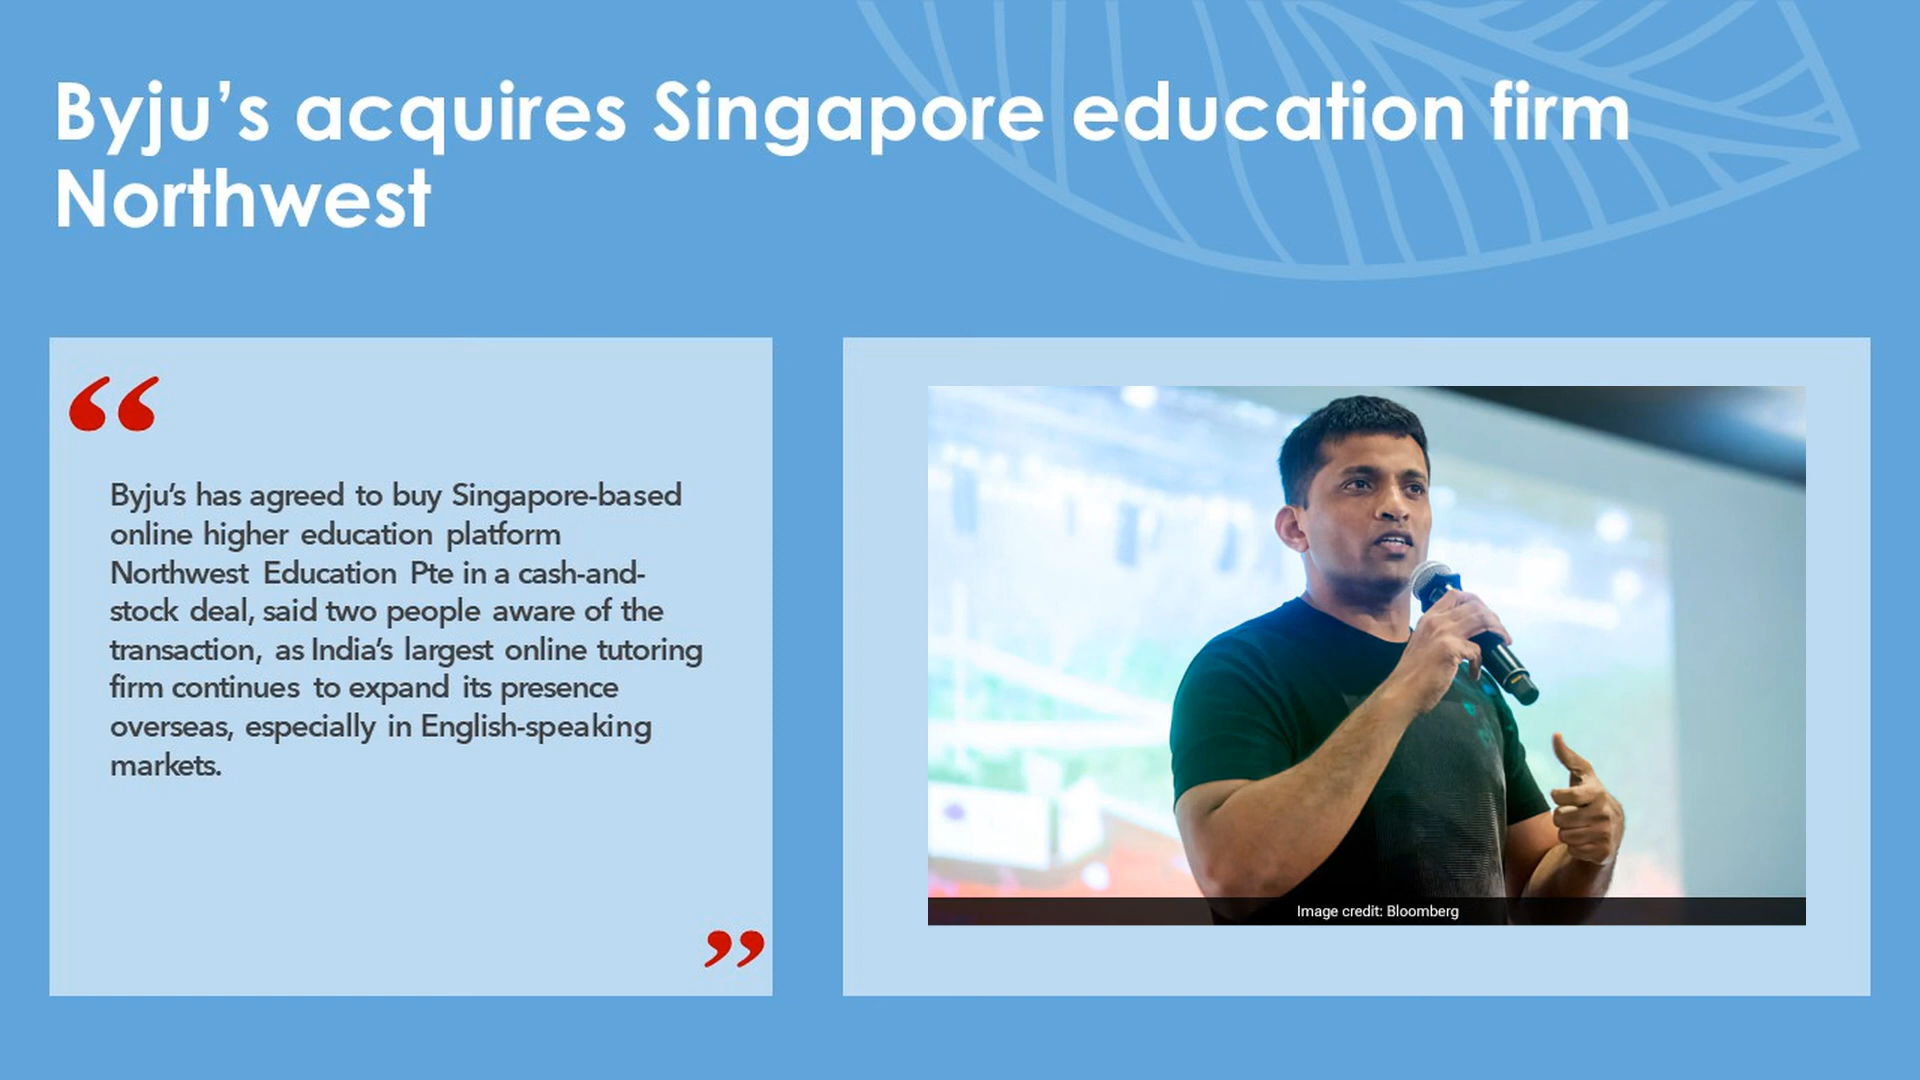 Byju’s acquires Singapore education firm
Northwest
“
Byju’s has agreed to buy Singapore-based
online higher education platform
Northwest Education Pte in a cash-and-
stock deal, said two people aware of the
transaction, as India’s largest online tutoring
firm continues to expand its presence
overseas, especially in English-speaking
markets.
”
Image credit: Bloomberg